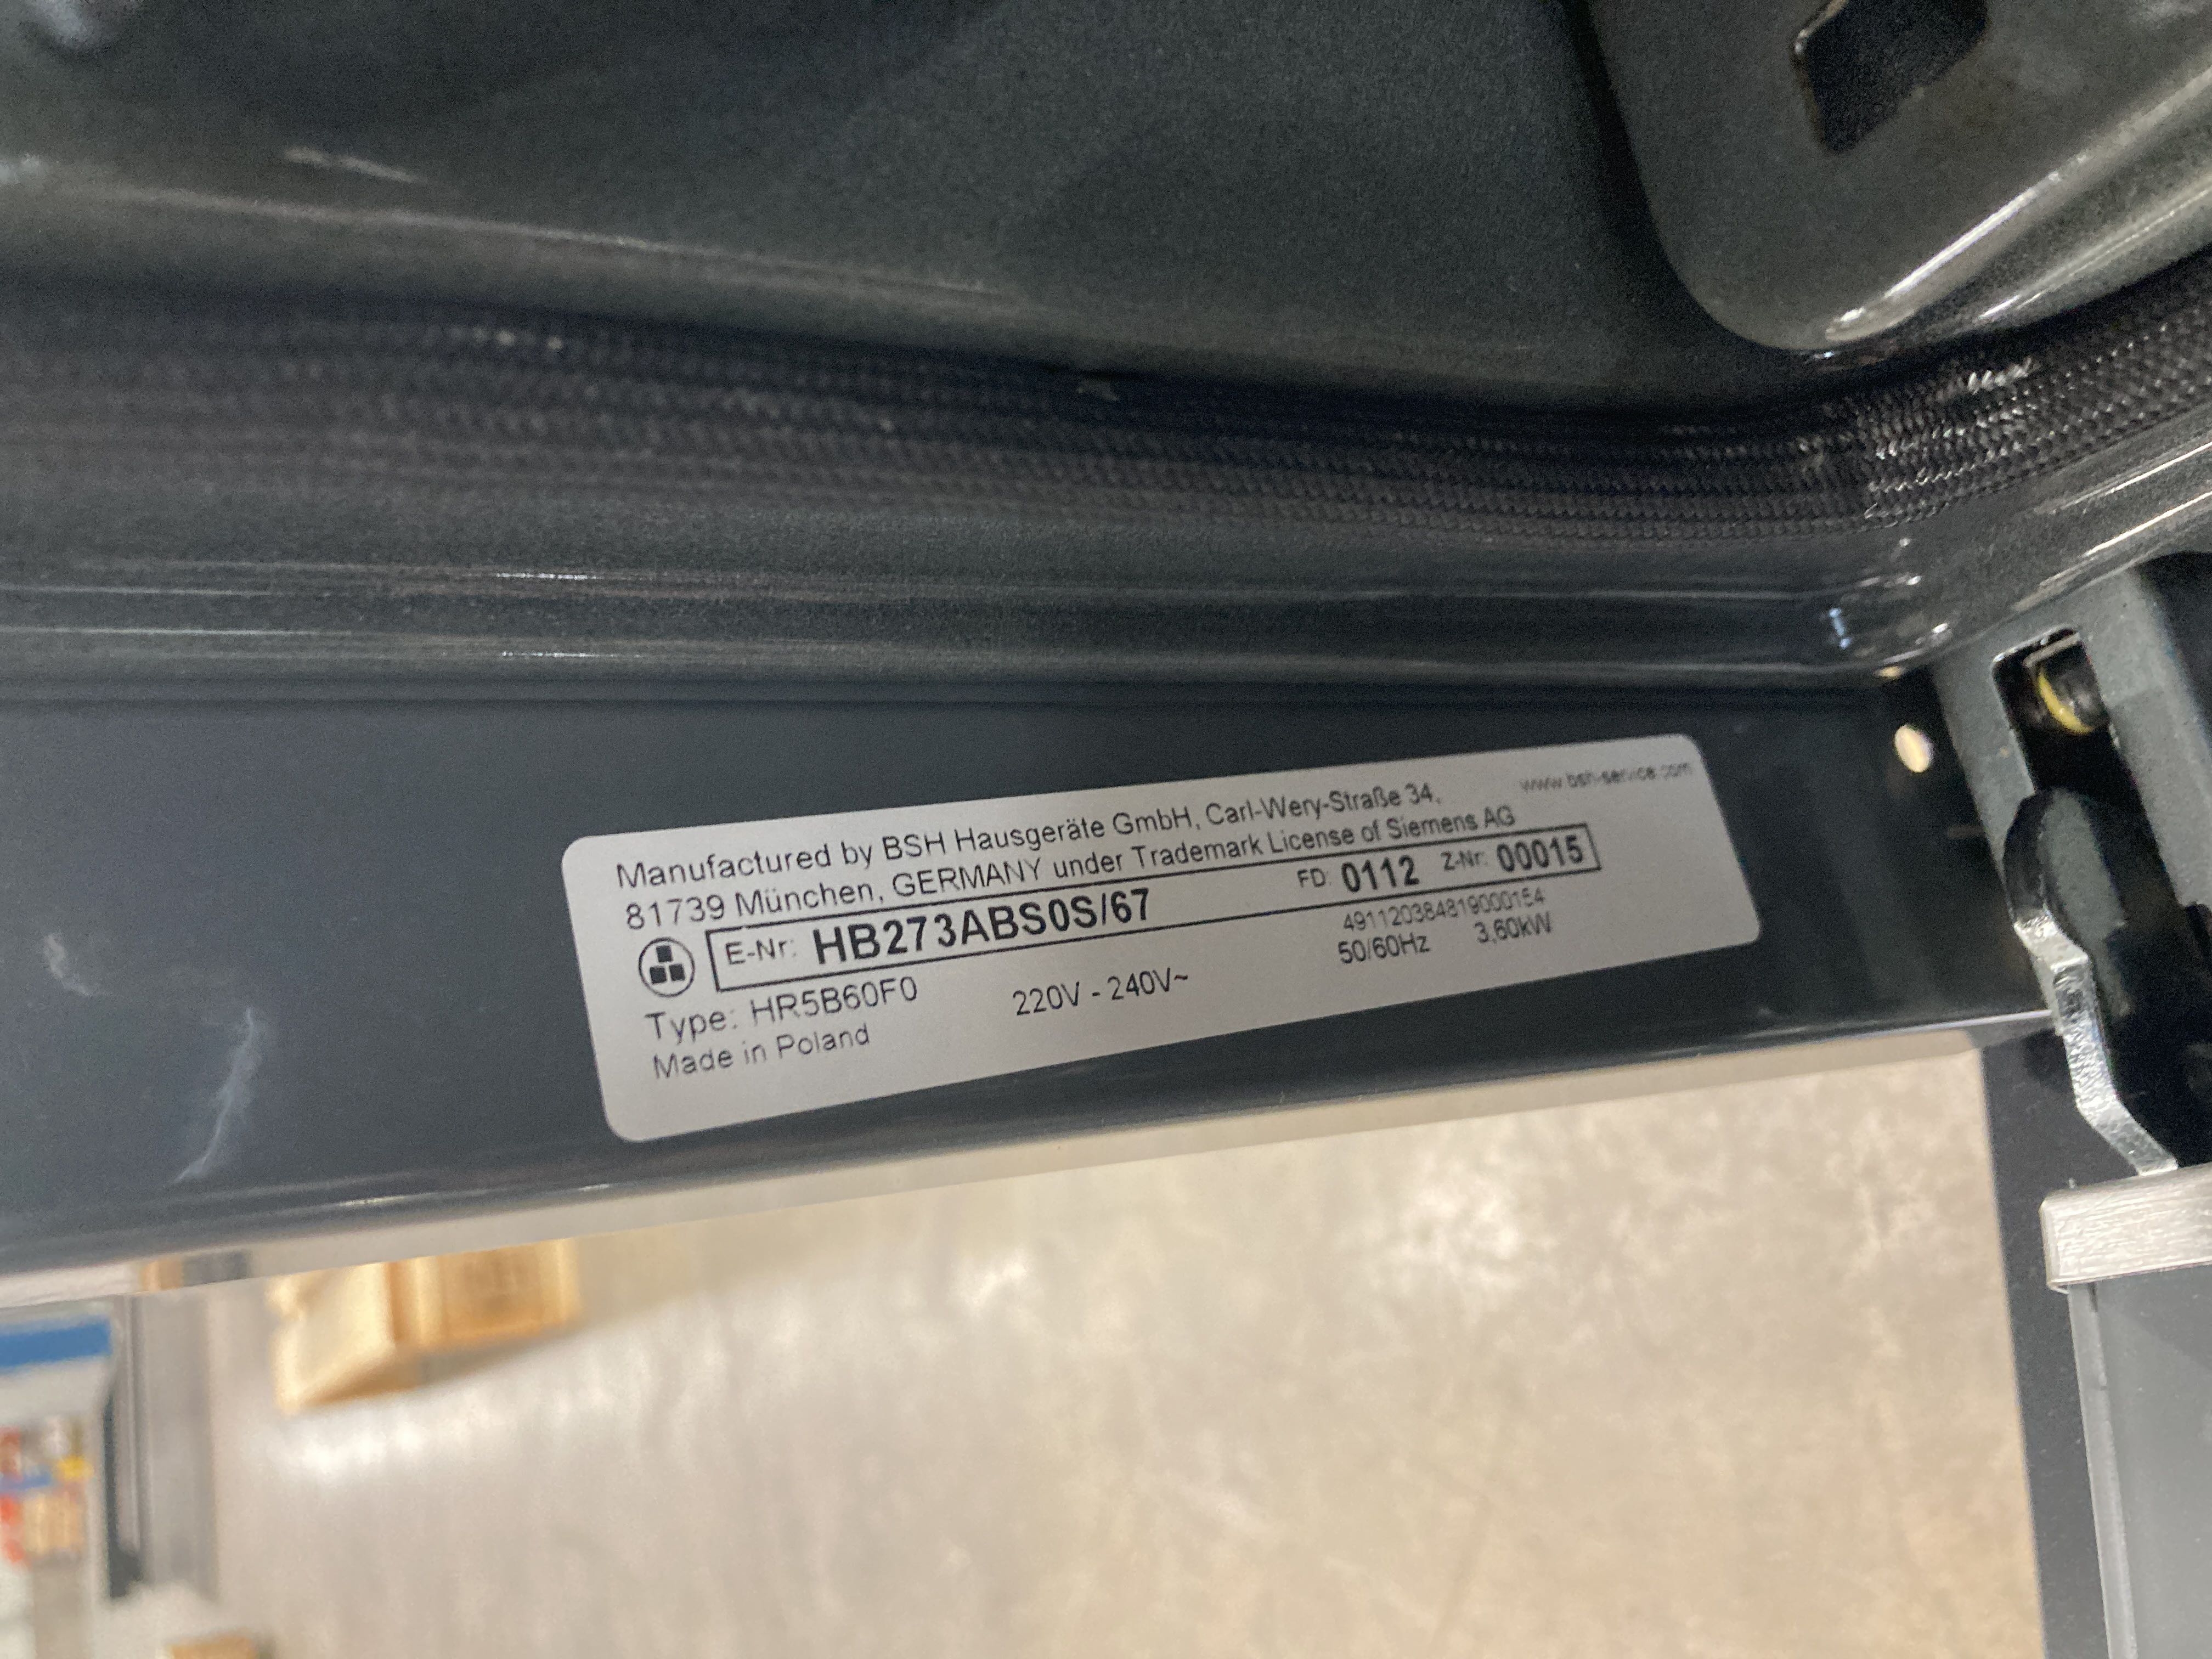 www.bsh-service.com
Manufactured by BSH Hausgeräte GmbH, Carl-Wery-Straße 34,
81739 München, GERMANY under Trademark License of Siemens AG
E-Nr: HB273ABS0S/67 FD: 0112 Z-Nr: 00015
491120384819000154
Type: HR5B60F0 220V - 240V~ 50/60Hz 3,60kW
Made in Poland